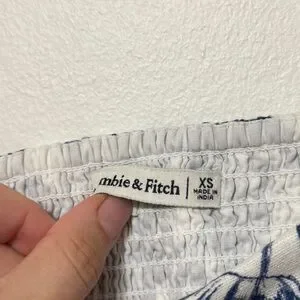 mbie & Fitch
XS
MADE IN
INDIA